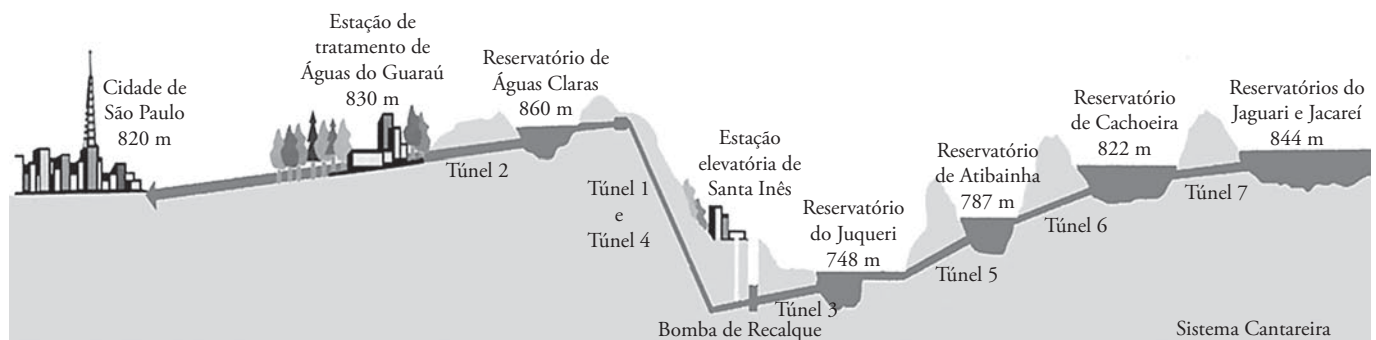 Cidade de
São Paulo
820 m
Estação de
tratamento de
Águas do Guaraú
830 m
Reservatório de
Águas Claras
860 m
Túnel 2
Túnel 1
e
Túnel 4
Estação
elevatória de
Santa Inês
Bomba de Recalque
Túnel 3
Reservatório
do Juqueri
748 m
Túnel 5
Reservatório
de Atibainha
787 m
Túnel 6
Reservatório
de Cachoeira
822 m
Túnel 7
Reservatórios do
Jaguari e Jacareí
844 m
Sistema Cantareira